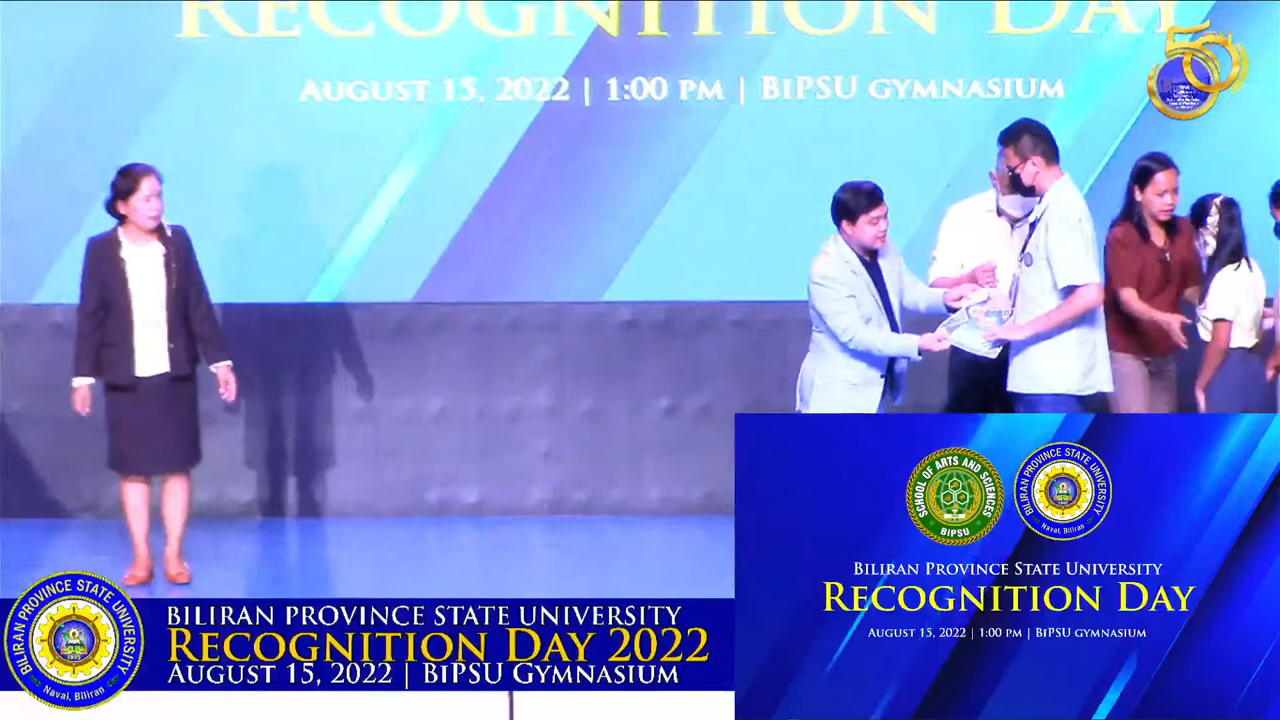 RECOGNITION DAY
AUGUST 15, 2022 | 1:00 PM | BIPSU GYMNASIUM
50
SCHOOL OF ARTS AND SCIENCES
BIPSU
BILIRAN PROVINCE STATE UNIVERSITY
Naval, Biliran
BILIRAN PROVINCE STATE UNIVERSITY
RECOGNITION DAY
AUGUST 15, 2022 | 1:00 PM | BIPSU GYMNASIUM
BILIRAN PROVINCE STATE UNIVERSITY
Naval, Biliran
BILIRAN PROVINCE STATE UNIVERSITY
RECOGNITION DAY 2022
AUGUST 15, 2022 | BIPSU GYMNASIUM